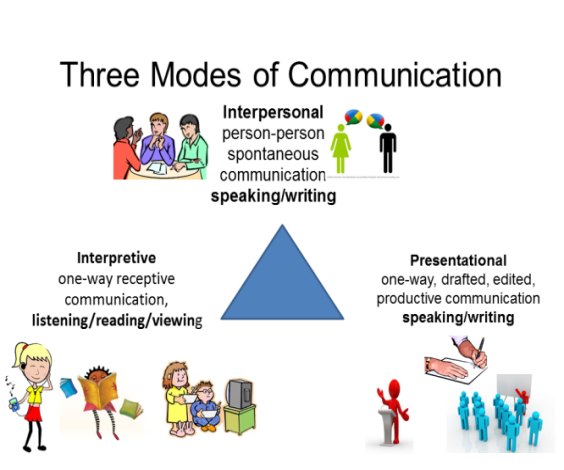 Three Modes of Communication
Interpersonal
person-person
spontaneous
communication
speaking/writing
Interpretive
one-way receptive
communication,
listening/reading/viewing
Presentational
one-way, drafted, edited,
productive communication
speaking/writing